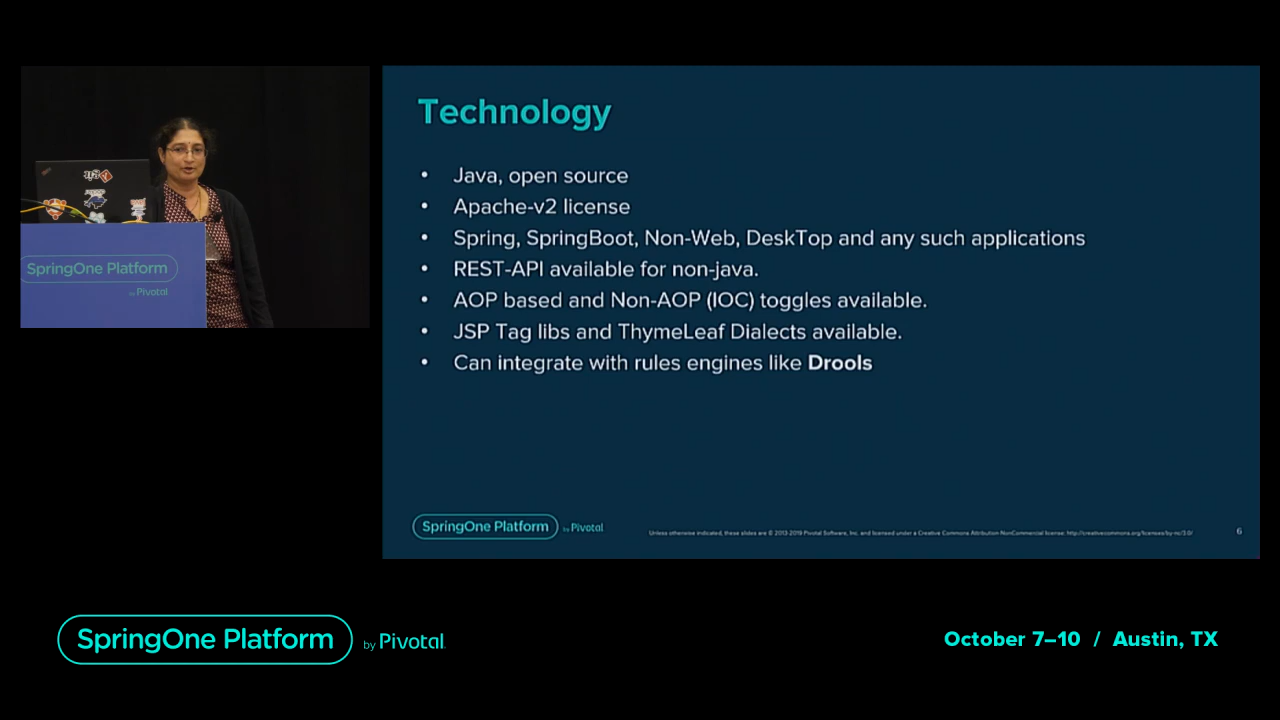 Technology
• Java, open source
• Apache-v2 license
• Spring, SpringBoot, Non-Web, DeskTop and any such applications
• REST-API available for non-java.
• AOP based and Non-AOP (IOC) toggles available.
• JSP Tag libs and ThymeLeaf Dialects available.
• Can integrate with rules engines like Drools
SpringOne Platform
by Pivotal
SpringOne Platform by Pivotal
Unless otherwise indicated, these slides are © 2013-2019 Pivotal Software, Inc. and licensed under a Creative Commons Attribution-NonCommercial license: http://creativecommons.org/licenses/by-nc/3.0/
6
SpringOne Platform by Pivotal
October 7–10 / Austin, TX